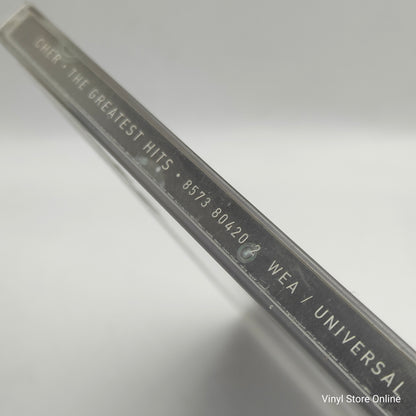 CHER · THE GREATEST HITS · 8573 80420 2 WEA / UNIVERSAL
Vinyl Store Online